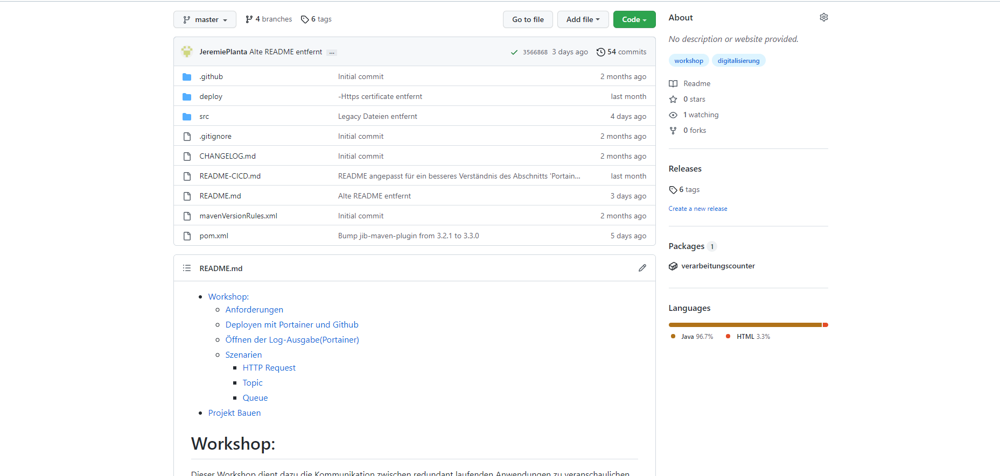 master 4 branches 6 tags Go to file Add file Code
JeremiePlanta Alte README entfernt ... 3566868 3 days ago 54 commits
.github Initial commit 2 months ago
deploy -Https certificate entfernt last month
src Legacy Dateien entfernt 4 days ago
.gitignore Initial commit 2 months ago
CHANGELOG.md Initial commit 2 months ago
README-CICD.md README angepasst für ein besseres Verständnis des Abschnitts 'Portain... last month
README.md Alte README entfernt 3 days ago
mavenVersionRules.xml Initial commit 2 months ago
pom.xml Bump jib-maven-plugin from 3.2.1 to 3.3.0 5 days ago
README.md
Workshop:
Anforderungen
Deployen mit Portainer und Github
Öffnen der Log-Ausgabe(Portainer)
Szenarien
HTTP Request
Topic
Queue
Projekt Bauen
Workshop:
Dieser Workshop dient dazu die Kommunikation zwischen redundant laufenden Anwendungen zu veranschaulichen
About
No description or website provided.
workshop digitalisierung
Readme
0 stars
1 watching
0 forks
Releases
6 tags
Create a new release
Packages 1
verarbeitungscounter
Languages
Java 96.7% HTML 3.3%